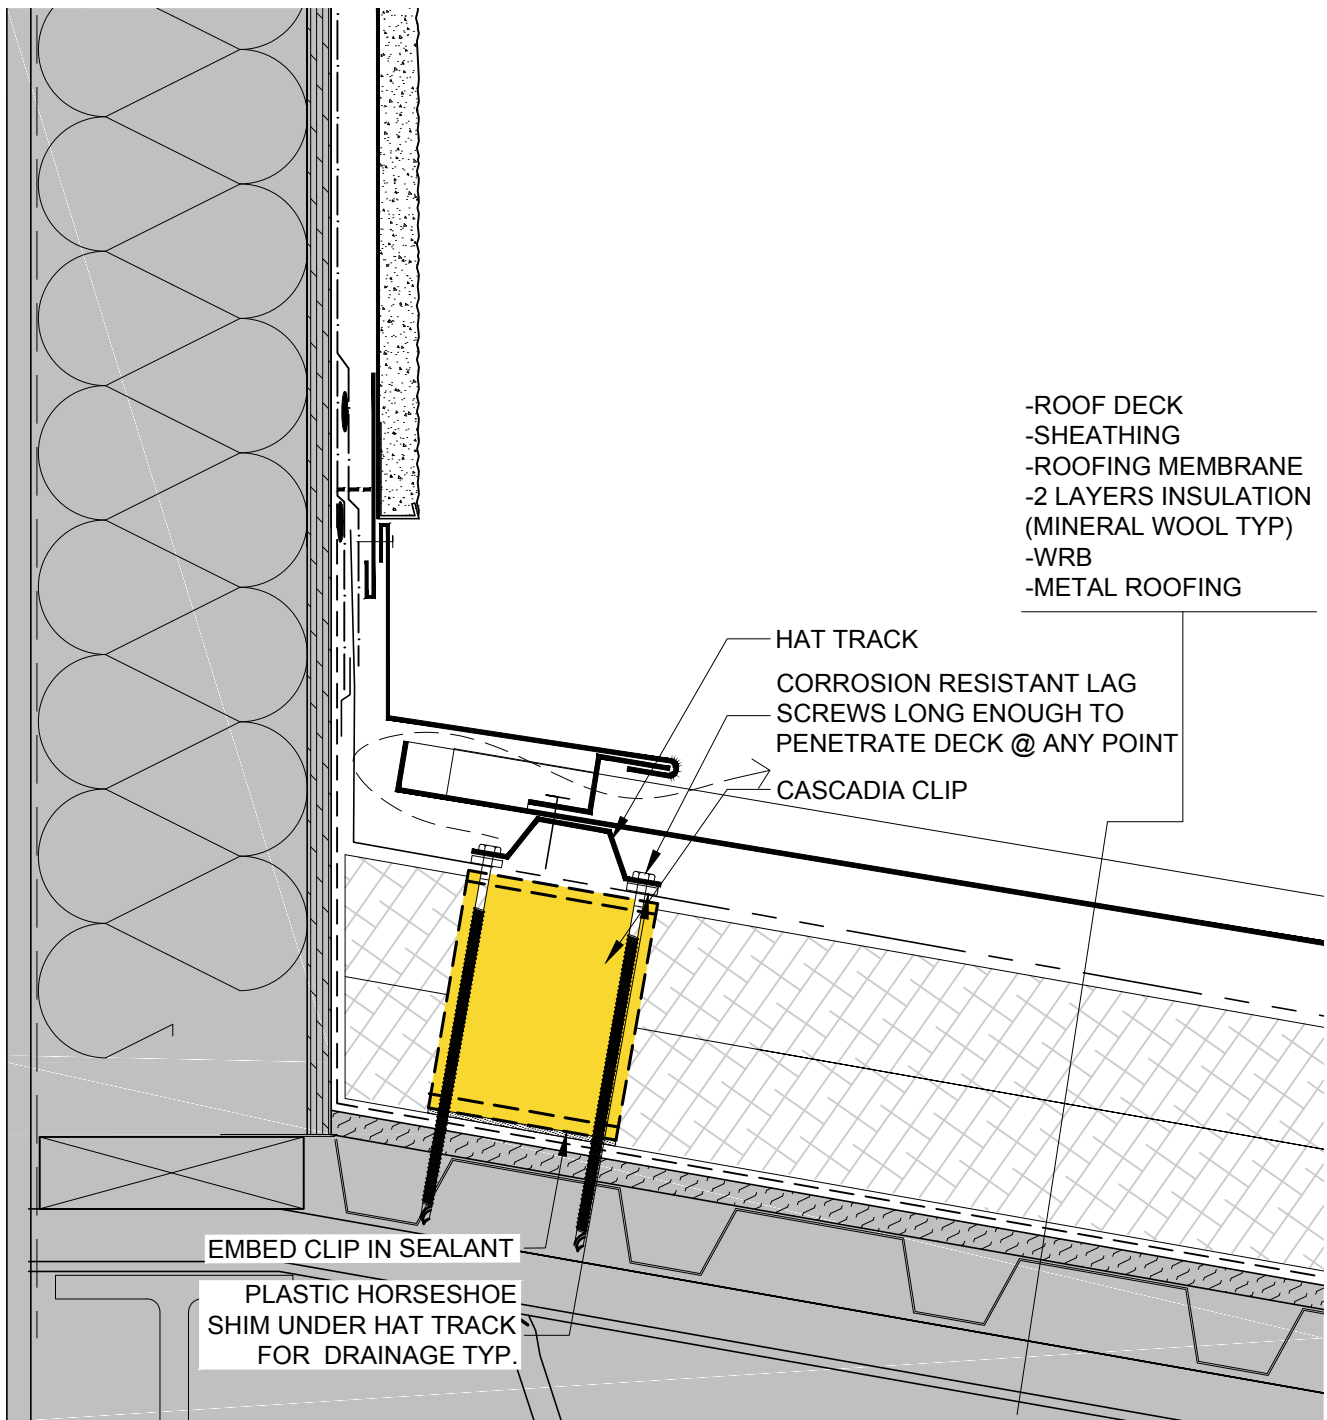 -ROOF DECK
-SHEATHING
-ROOFING MEMBRANE
-2 LAYERS INSULATION
(MINERAL WOOL TYP)
-WRB
-METAL ROOFING
HAT TRACK
CORROSION RESISTANT LAG
SCREWS LONG ENOUGH TO
PENETRATE DECK @ ANY POINT
CASCADIA CLIP
EMBED CLIP IN SEALANT
PLASTIC HORSESHOE
SHIM UNDER HAT TRACK
FOR DRAINAGE TYP.